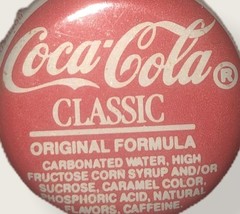 Coca-Cola®
CLASSIC
ORIGINAL FORMULA
CARBONATED WATER, HIGH
FRUCTOSE CORN SYRUP AND/OR
SUCROSE, CARAMEL COLOR,
PHOSPHORIC ACID, NATURAL
FLAVORS, CAFFEINE.